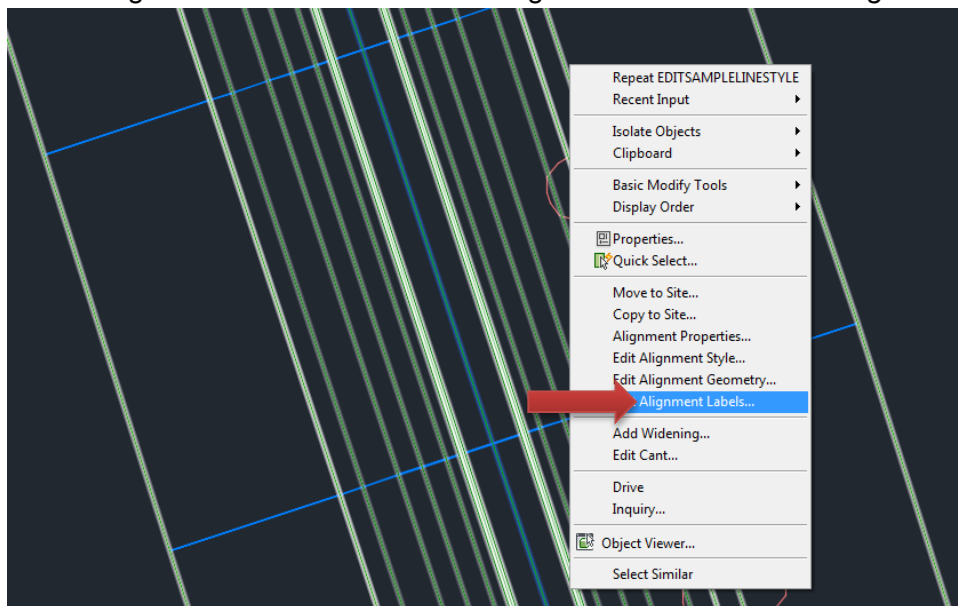 Repeat EDITSAMPLELINESTYLE
Recent Input
Isolate Objects
Clipboard
Basic Modify Tools
Display Order
Properties...
Quick Select...
Move to Site...
Copy to Site...
Alignment Properties...
Edit Alignment Style...
Edit Alignment Geometry...
Alignment Labels...
Add Widening...
Edit Cant...
Drive
Inquiry...
Object Viewer...
Select Similar